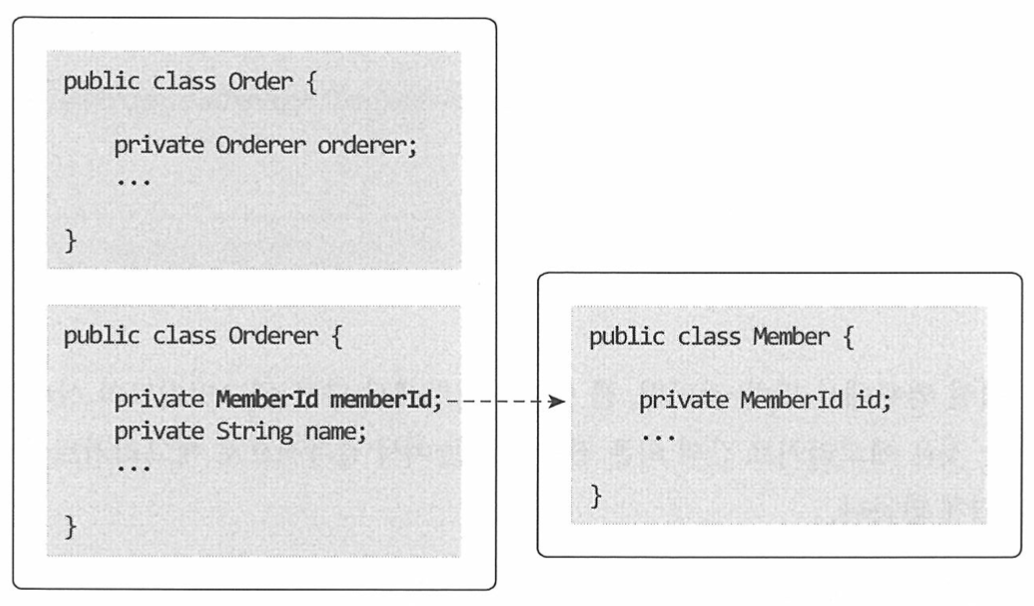 public class Order {
private Orderer orderer;
...
}
public class Orderer {
private MemberId memberId;
private String name;
...
}
public class Member {
private MemberId id;
...
}